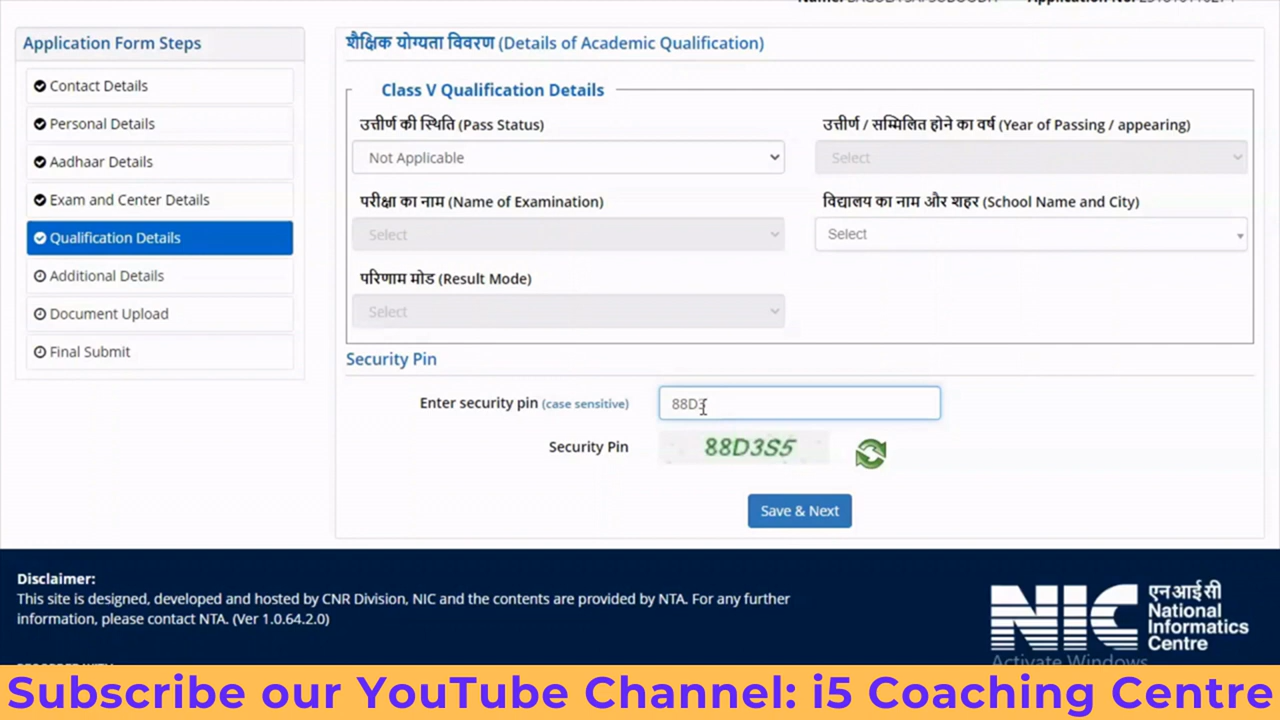 Application Form Steps
Contact Details
Personal Details
Aadhaar Details
Exam and Center Details
Qualification Details
Additional Details
Document Upload
Final Submit
शैक्षिक योग्यता विवरण (Details of Academic Qualification)
Class V Qualification Details
उत्तीर्ण की स्थिति (Pass Status)
Not Applicable
उत्तीर्ण / सम्मिलित होने का वर्ष (Year of Passing / appearing)
Select
परीक्षा का नाम (Name of Examination)
Select
विद्यालय का नाम और शहर (School Name and City)
Select
परिणाम मोड (Result Mode)
Select
Security Pin
Enter security pin (case sensitive)
88D3
Security Pin
88D3S5
Save & Next
Disclaimer:
This site is designed, developed and hosted by CNR Division, NIC and the contents are provided by NTA. For any further
information, please contact NTA. (Ver 1.0.64.2.0)
NIC
एन आई सी
National
Informatics
Centre
Activate Windows
Subscribe our YouTube Channel: i5 Coaching Centre